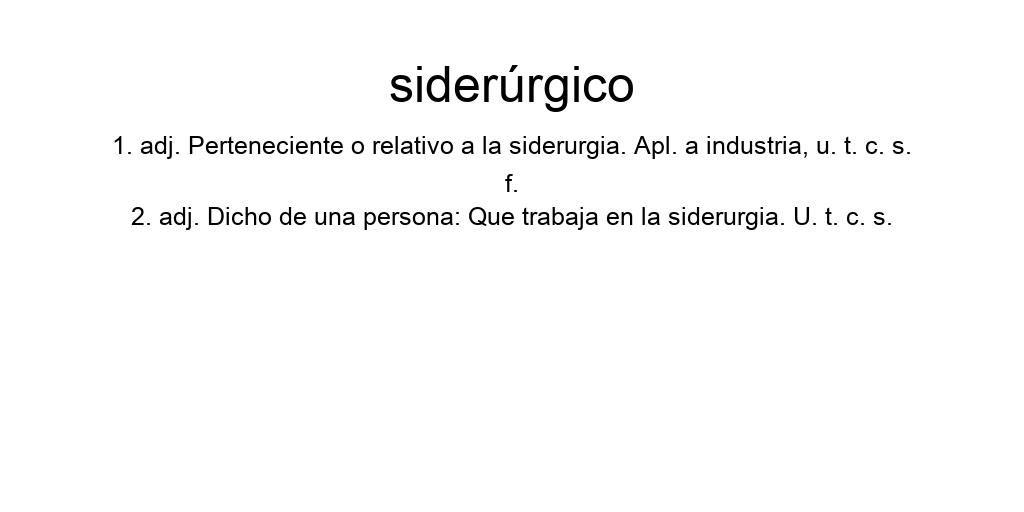 siderúrgico
1. adj. Perteneciente o relativo a la siderurgia. Apl. a industria, u. t. c. s.
f.
2. adj. Dicho de una persona: Que trabaja en la siderurgia. U. t. c. s.